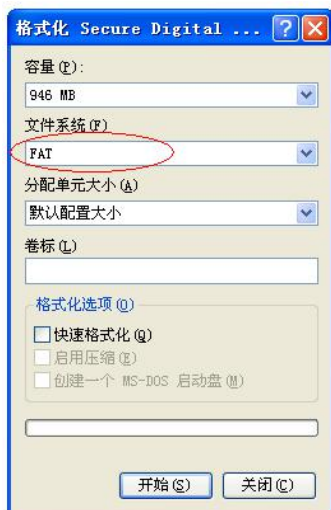 格式化 Secure Digital ...
容量(P):
946 MB
文件系统(F)
FAT
分配单元大小(A)
默认配置大小
卷标(L)
格式化选项(O)
快速格式化(Q)
启用压缩(E)
创建一个 MS-DOS 启动盘(M)
开始(S) 关闭(C)